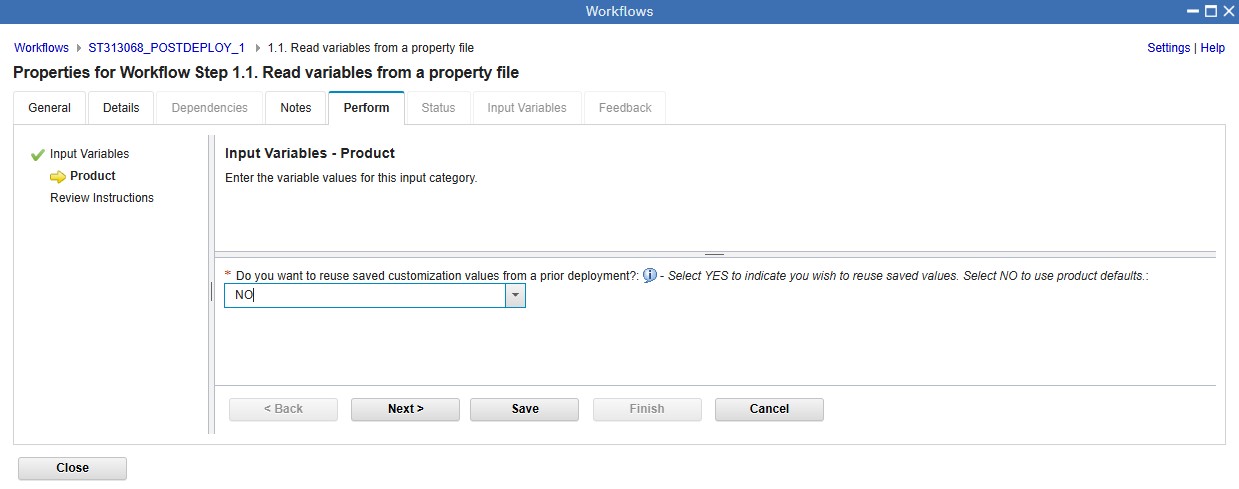 Workflows
Workflows ST313068_POSTDEPLOY_1 1.1. Read variables from a property file Settings | Help
Properties for Workflow Step 1.1. Read variables from a property file
General Details Dependencies Notes Perform Status Input Variables Feedback
Input Variables
Product
Review Instructions
Input Variables - Product
Enter the variable values for this input category.
* Do you want to reuse saved customization values from a prior deployment?: i - Select YES to indicate you wish to reuse saved values. Select NO to use product defaults.:
NO
< Back Next > Save Finish Cancel
Close